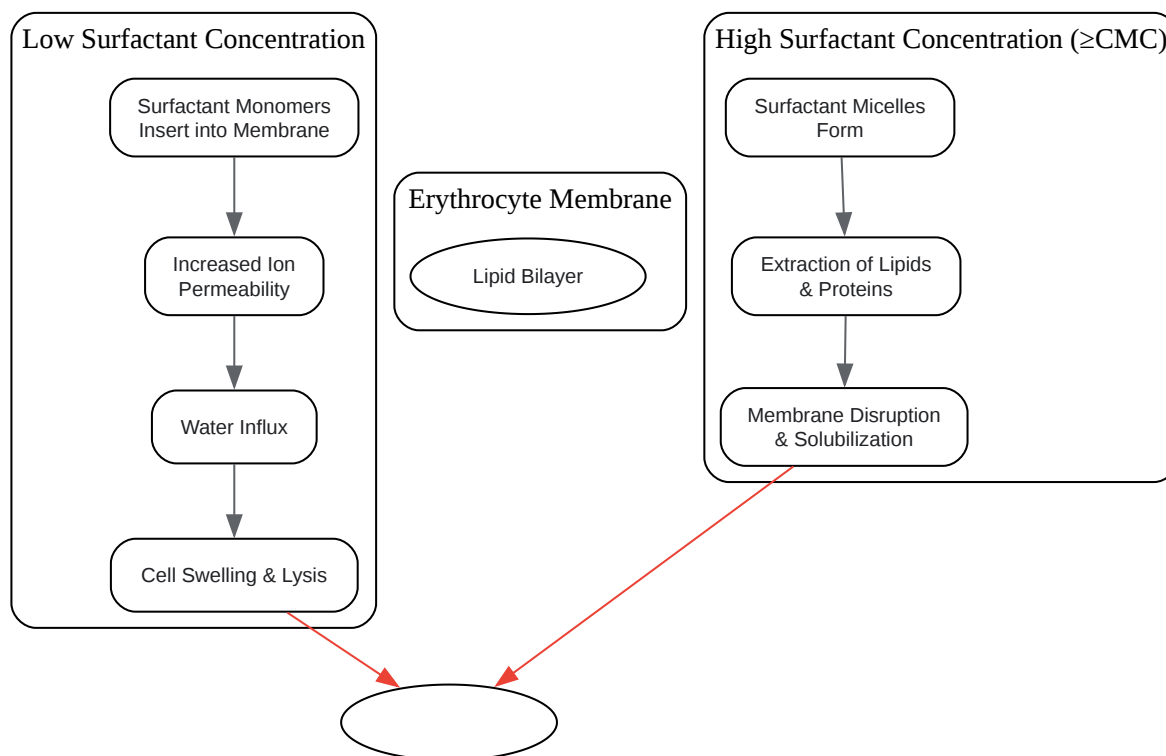 Low Surfactant Concentration
Surfactant Monomers
Insert into Membrane
Increased Ion
Permeability
Water Influx
Cell Swelling & Lysis
Erythrocyte Membrane
Lipid Bilayer
High Surfactant Concentration (≥CMC)
Surfactant Micelles
Form
Extraction of Lipids
& Proteins
Membrane Disruption
& Solubilization